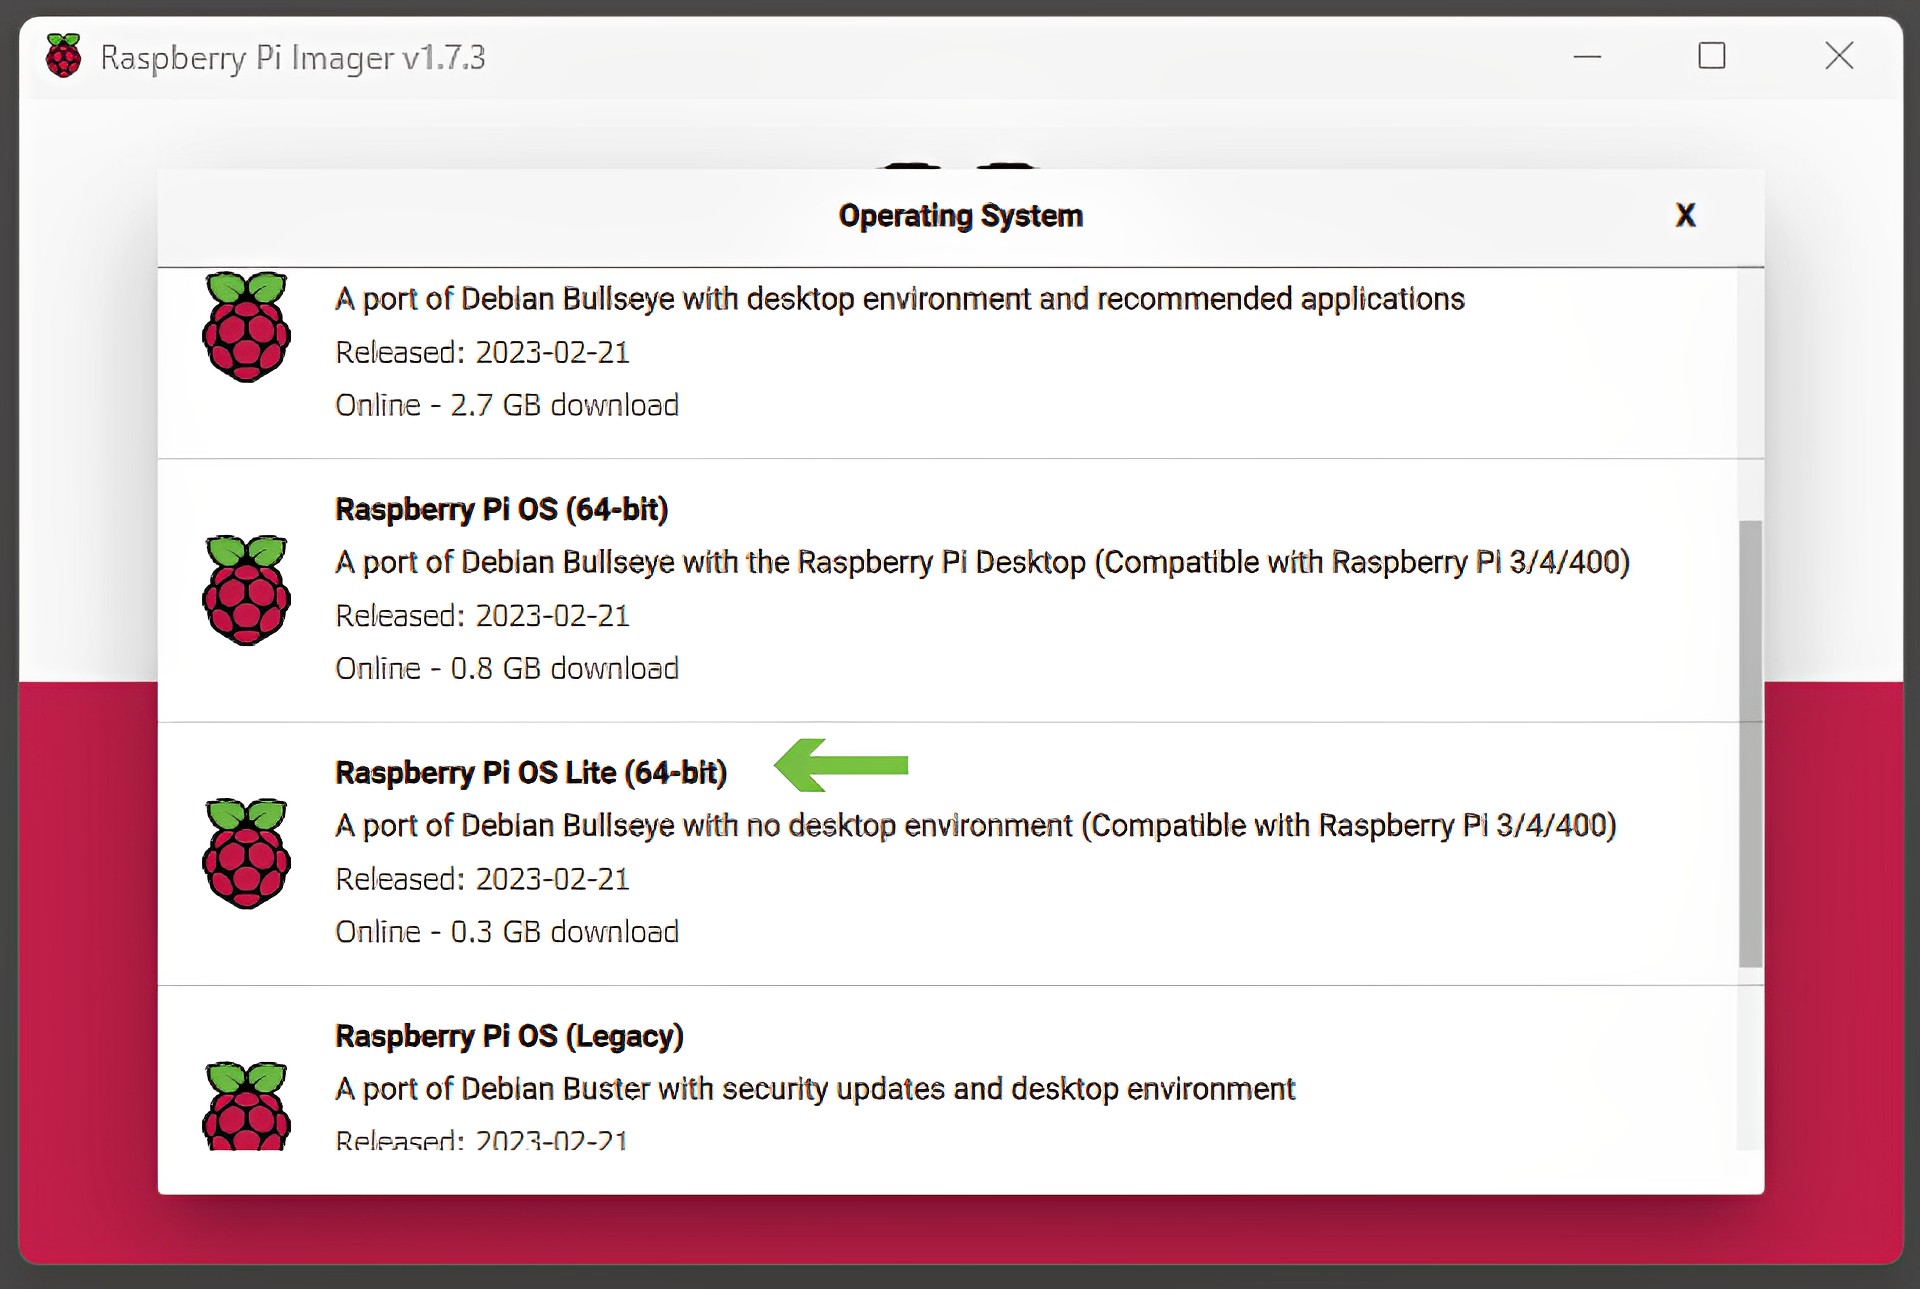 Raspberry Pi Imager v1.7.3
Operating System
X
A port of Debian Bullseye with desktop environment and recommended applications
Released: 2023-02-21
Online - 2.7 GB download
Raspberry Pi OS (64-bit)
A port of Debian Bullseye with the Raspberry Pi Desktop (Compatible with Raspberry Pi 3/4/400)
Released: 2023-02-21
Online - 0.8 GB download
Raspberry Pi OS Lite (64-bit)
A port of Debian Bullseye with no desktop environment (Compatible with Raspberry Pi 3/4/400)
Released: 2023-02-21
Online - 0.3 GB download
Raspberry Pi OS (Legacy)
A port of Debian Buster with security updates and desktop environment
Released: 2023-02-21